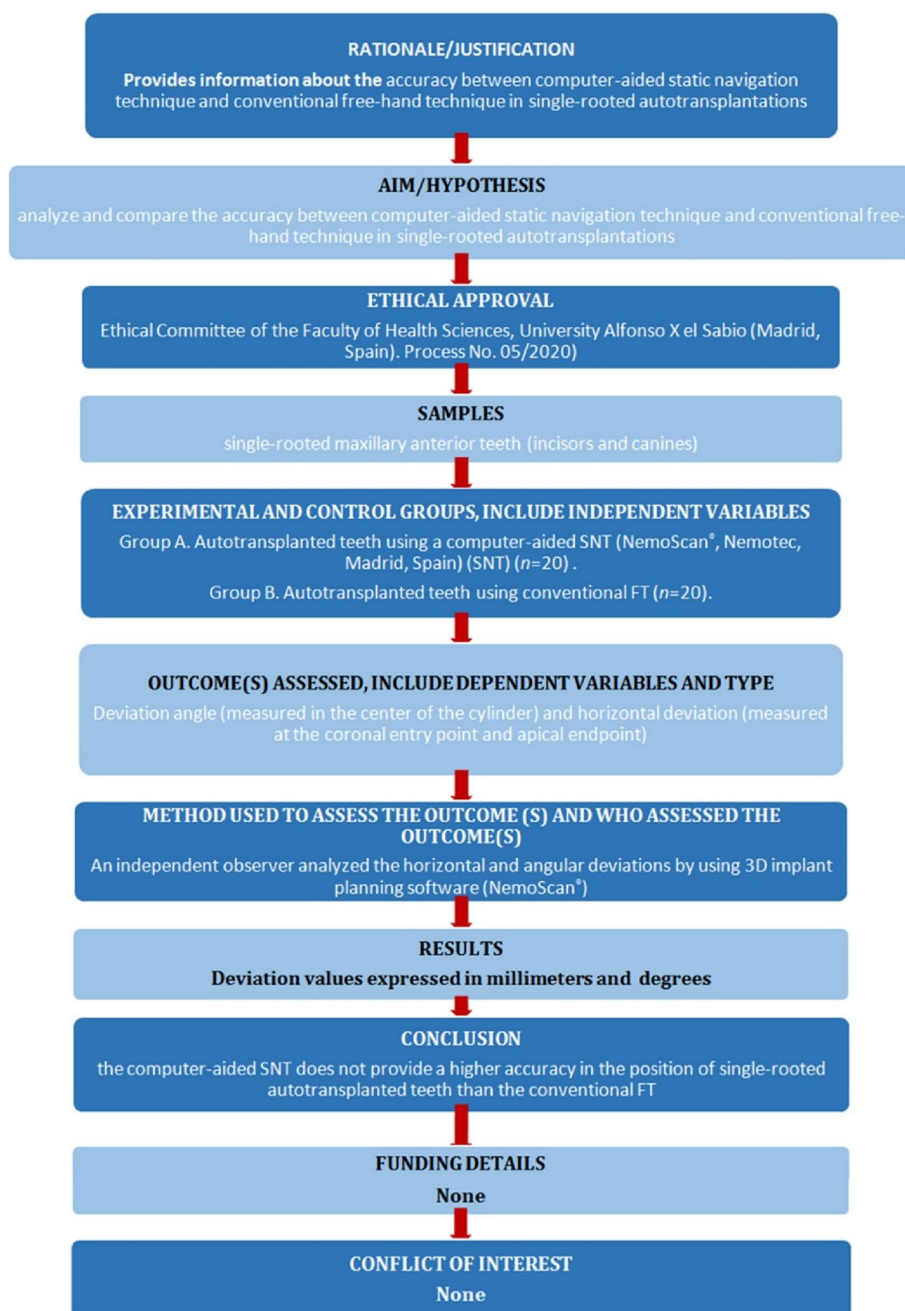 RATIONALE/JUSTIFICATION
Provides information about the accuracy between computer-aided static navigation
technique and conventional free-hand technique in single-rooted autotransplantations
AIM/HYPOTHESIS
analyze and compare the accuracy between computer-aided static navigation technique and conventional free-
hand technique in single-rooted autotransplantations
ETHICAL APPROVAL
Ethical Committee of the Faculty of Health Sciences, University Alfonso X el Sabio (Madrid,
Spain). Process No. 05/2020)
SAMPLES
single-rooted maxillary anterior teeth (incisors and canines)
EXPERIMENTAL AND CONTROL GROUPS, INCLUDE INDEPENDENT VARIABLES
Group A. Autotransplanted teeth using a computer-aided SNT (NemoScan®, Nemotec,
Madrid, Spain) (SNT) (n=20) .
Group B. Autotransplanted teeth using conventional FT (n=20).
OUTCOME(S) ASSESSED, INCLUDE DEPENDENT VARIABLES AND TYPE
Deviation angle (measured in the center of the cylinder) and horizontal deviation (measured
at the coronal entry point and apical endpoint)
METHOD USED TO ASSESS THE OUTCOME (S) AND WHO ASSESSED THE
OUTCOME(S)
An independent observer analyzed the horizontal and angular deviations by using 3D implant
planning software (NemoScan®)
RESULTS
Deviation values expressed in millimeters and degrees
CONCLUSION
the computer-aided SNT does not provide a higher accuracy in the position of single-rooted
autotransplanted teeth than the conventional FT
FUNDING DETAILS
None
CONFLICT OF INTEREST
None